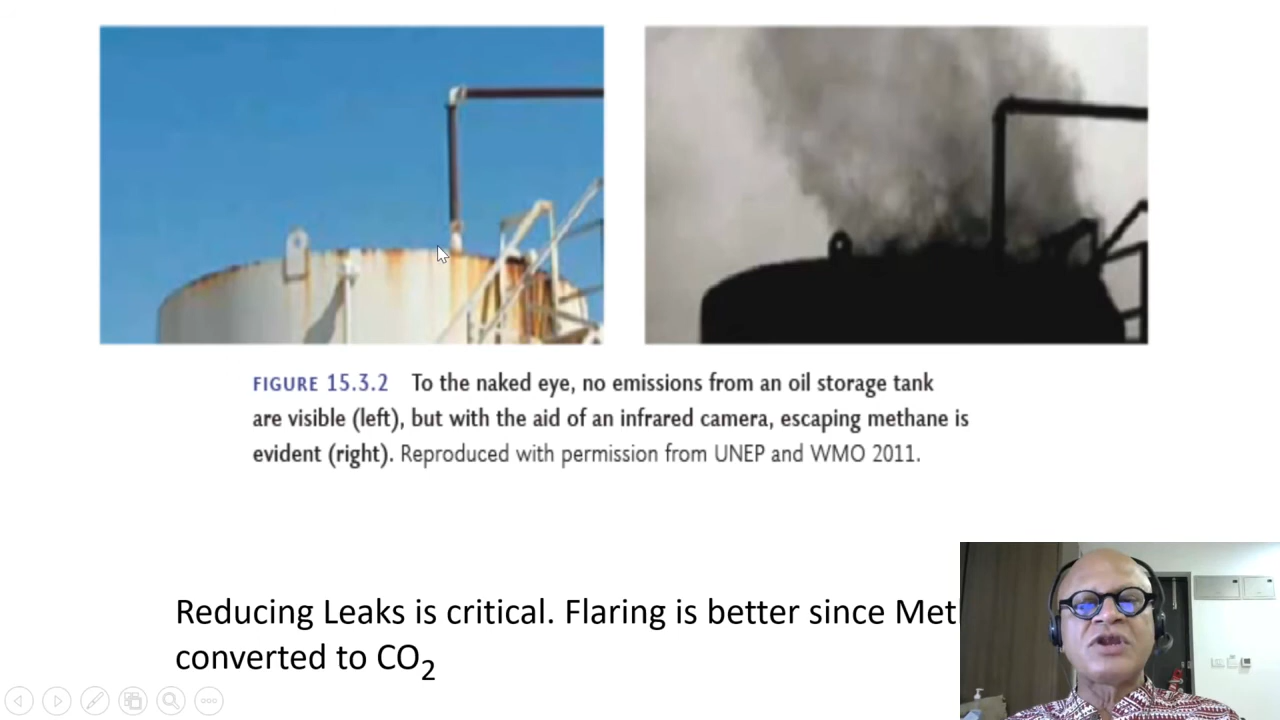 FIGURE 15.3.2 To the naked eye, no emissions from an oil storage tank
are visible (left), but with the aid of an infrared camera, escaping methane is
evident (right). Reproduced with permission from UNEP and WMO 2011.
Reducing Leaks is critical. Flaring is better since
converted to CO2